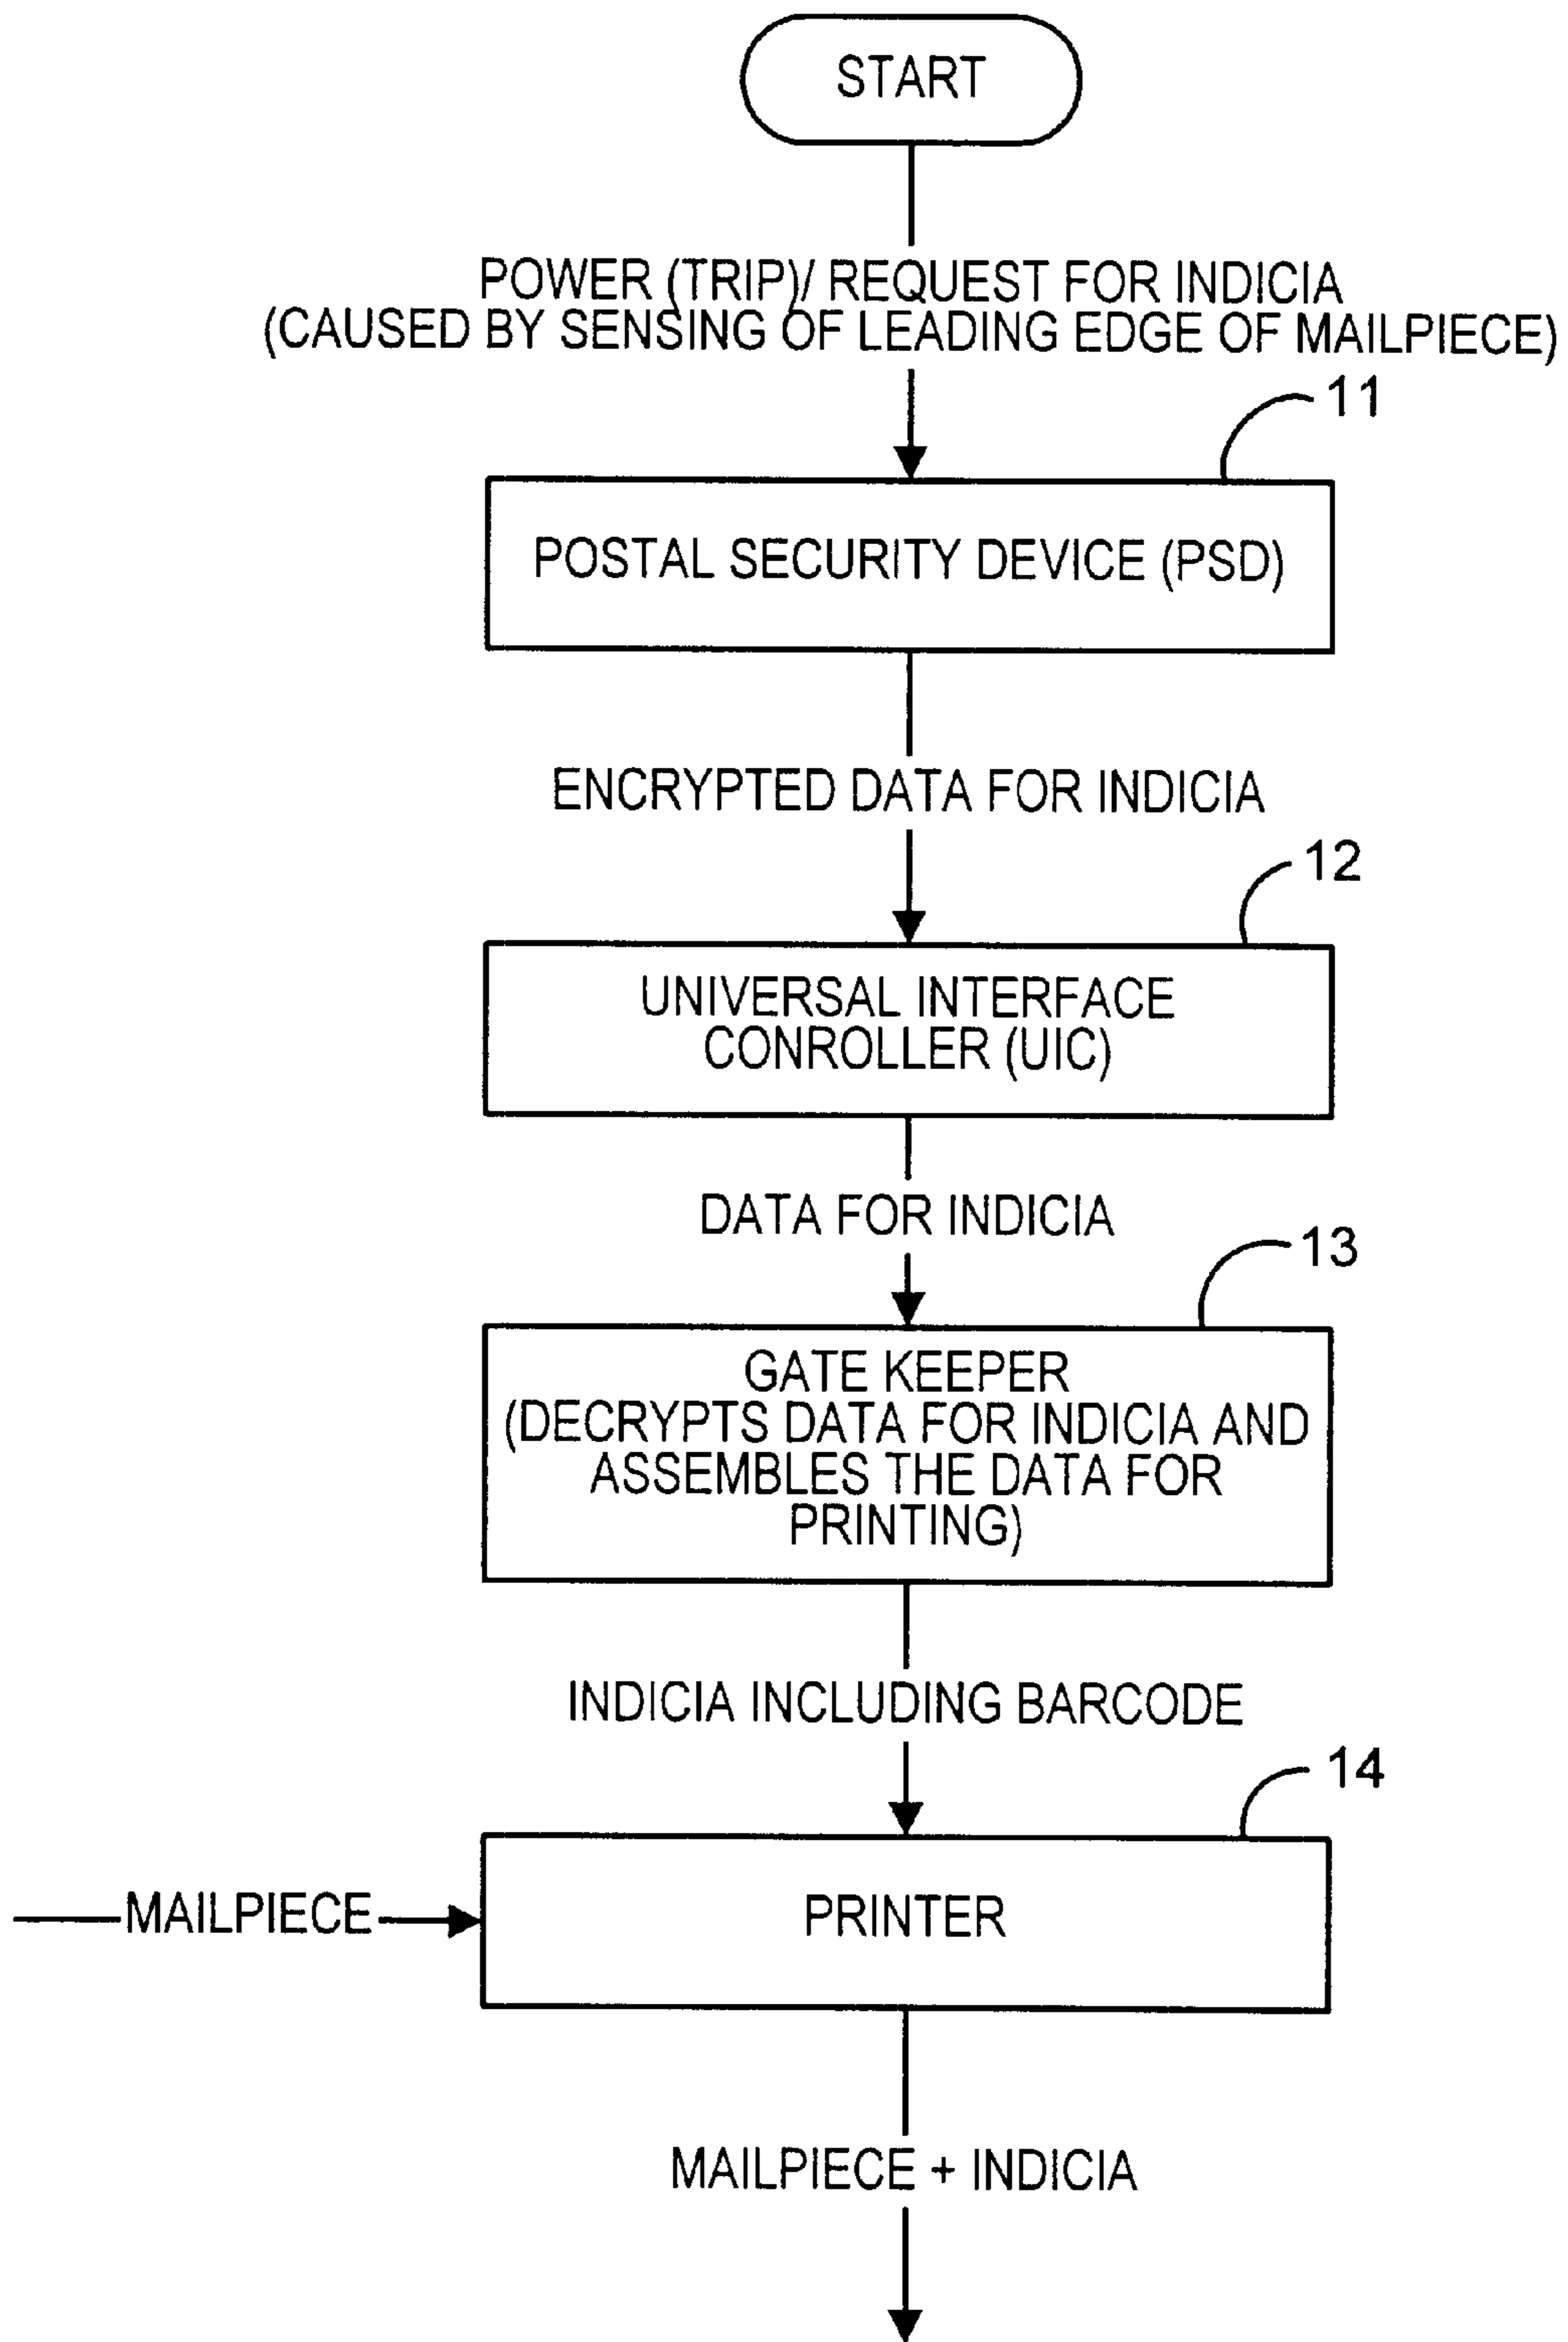 START
POWER (TRIP)/ REQUEST FOR INDICIA
(CAUSED BY SENSING OF LEADING EDGE OF MAILPIECE)
11
POSTAL SECURITY DEVICE (PSD)
ENCRYPTED DATA FOR INDICIA
12
UNIVERSAL INTERFACE
CONROLLER (UIC)
DATA FOR INDICIA
13
GATE KEEPER
(DECRYPTS DATA FOR INDICIA AND
ASSEMBLES THE DATA FOR
PRINTING)
INDICIA INCLUDING BARCODE
14
MAILPIECE
PRINTER
MAILPIECE + INDICIA